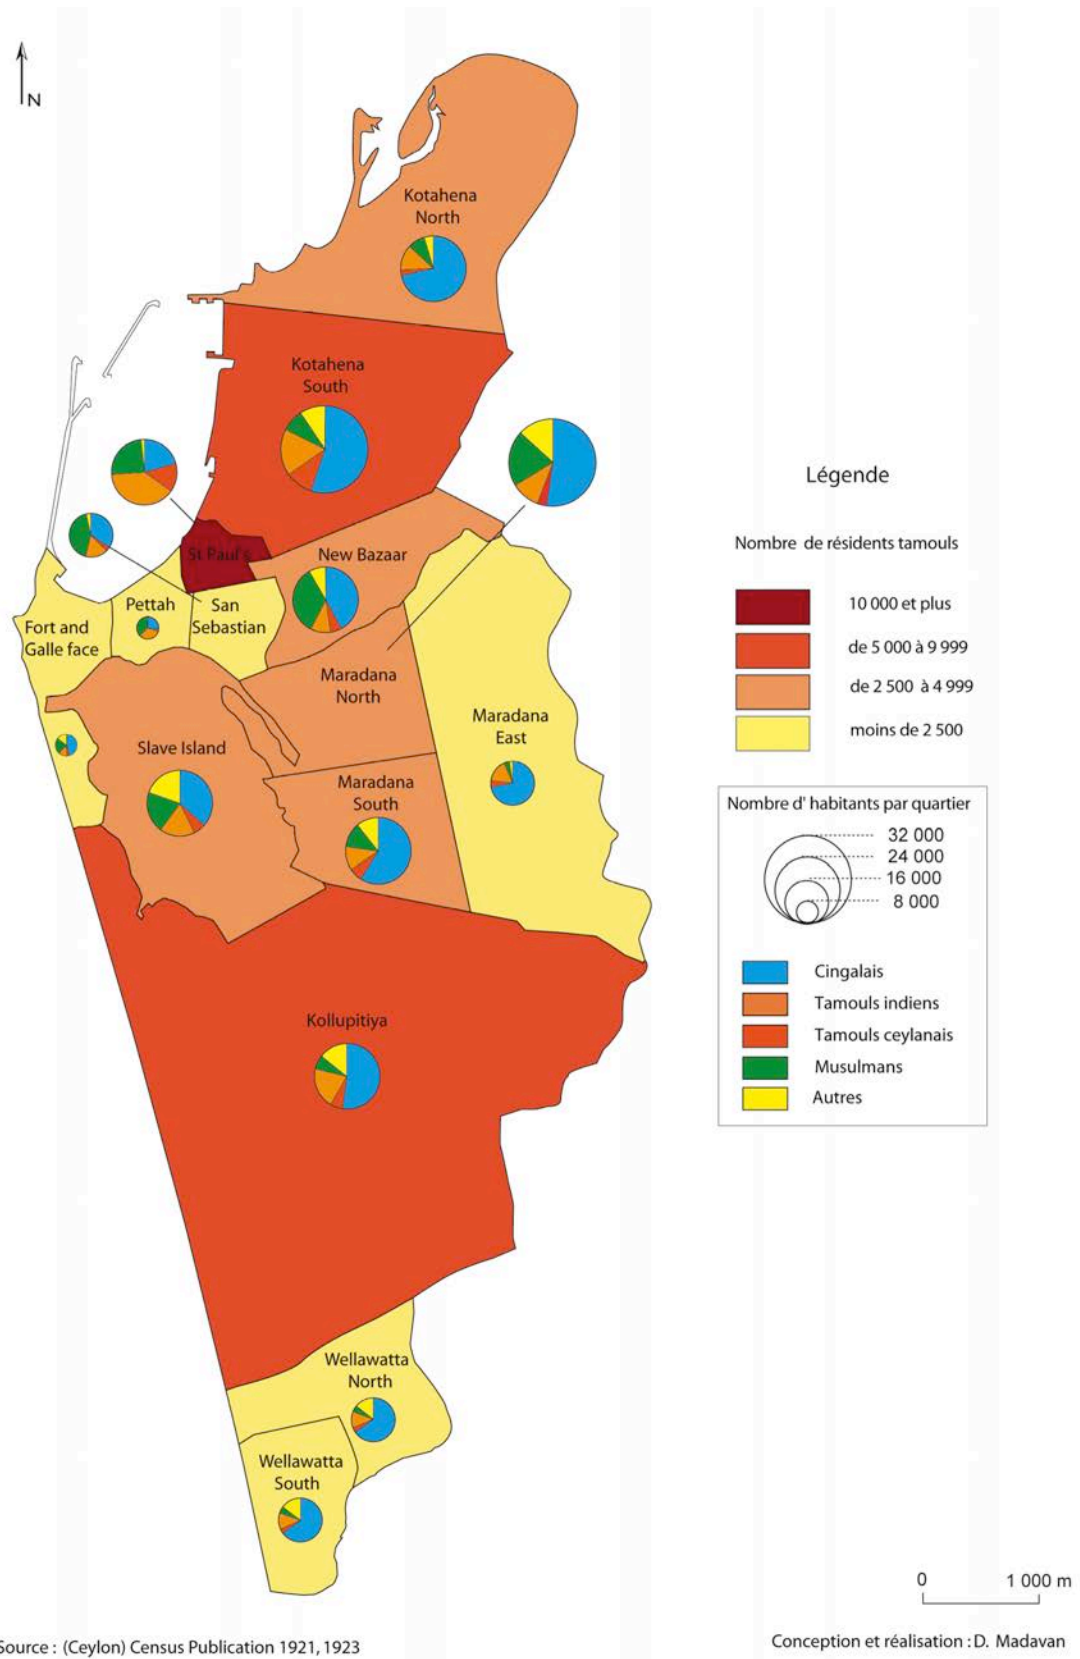 N
Kotahena
North
Kotahena
South
St Paul's
New Bazaar
Pettah
San
Sebastian
Fort and
Galle face
Maradana
North
Maradana
East
Slave Island
Maradana
South
Kollupitiya
Wellawatta
North
Wellawatta
South
Légende
Nombre de résidents tamouls
10 000 et plus
de 5 000 à 9 999
de 2 500 à 4 999
moins de 2 500
Nombre d' habitants par quartier
32 000
24 000
16 000
8 000
Cingalais
Tamouls indiens
Tamouls ceylanais
Musulmans
Autres
0 1 000 m
Source : (Ceylon) Census Publication 1921, 1923
Conception et réalisation : D. Madavan